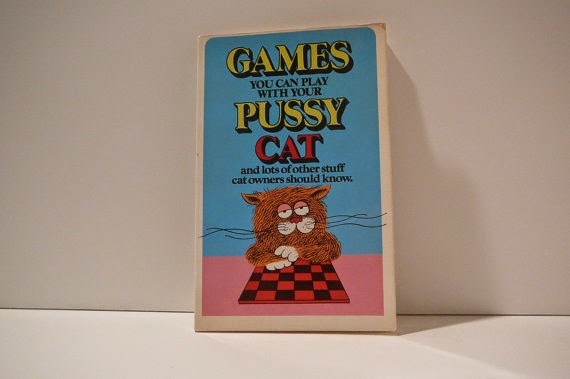 GAMES
YOU CAN PLAY
WITH YOUR
PUSSY
CAT
and lots of other stuff
cat owners should know.